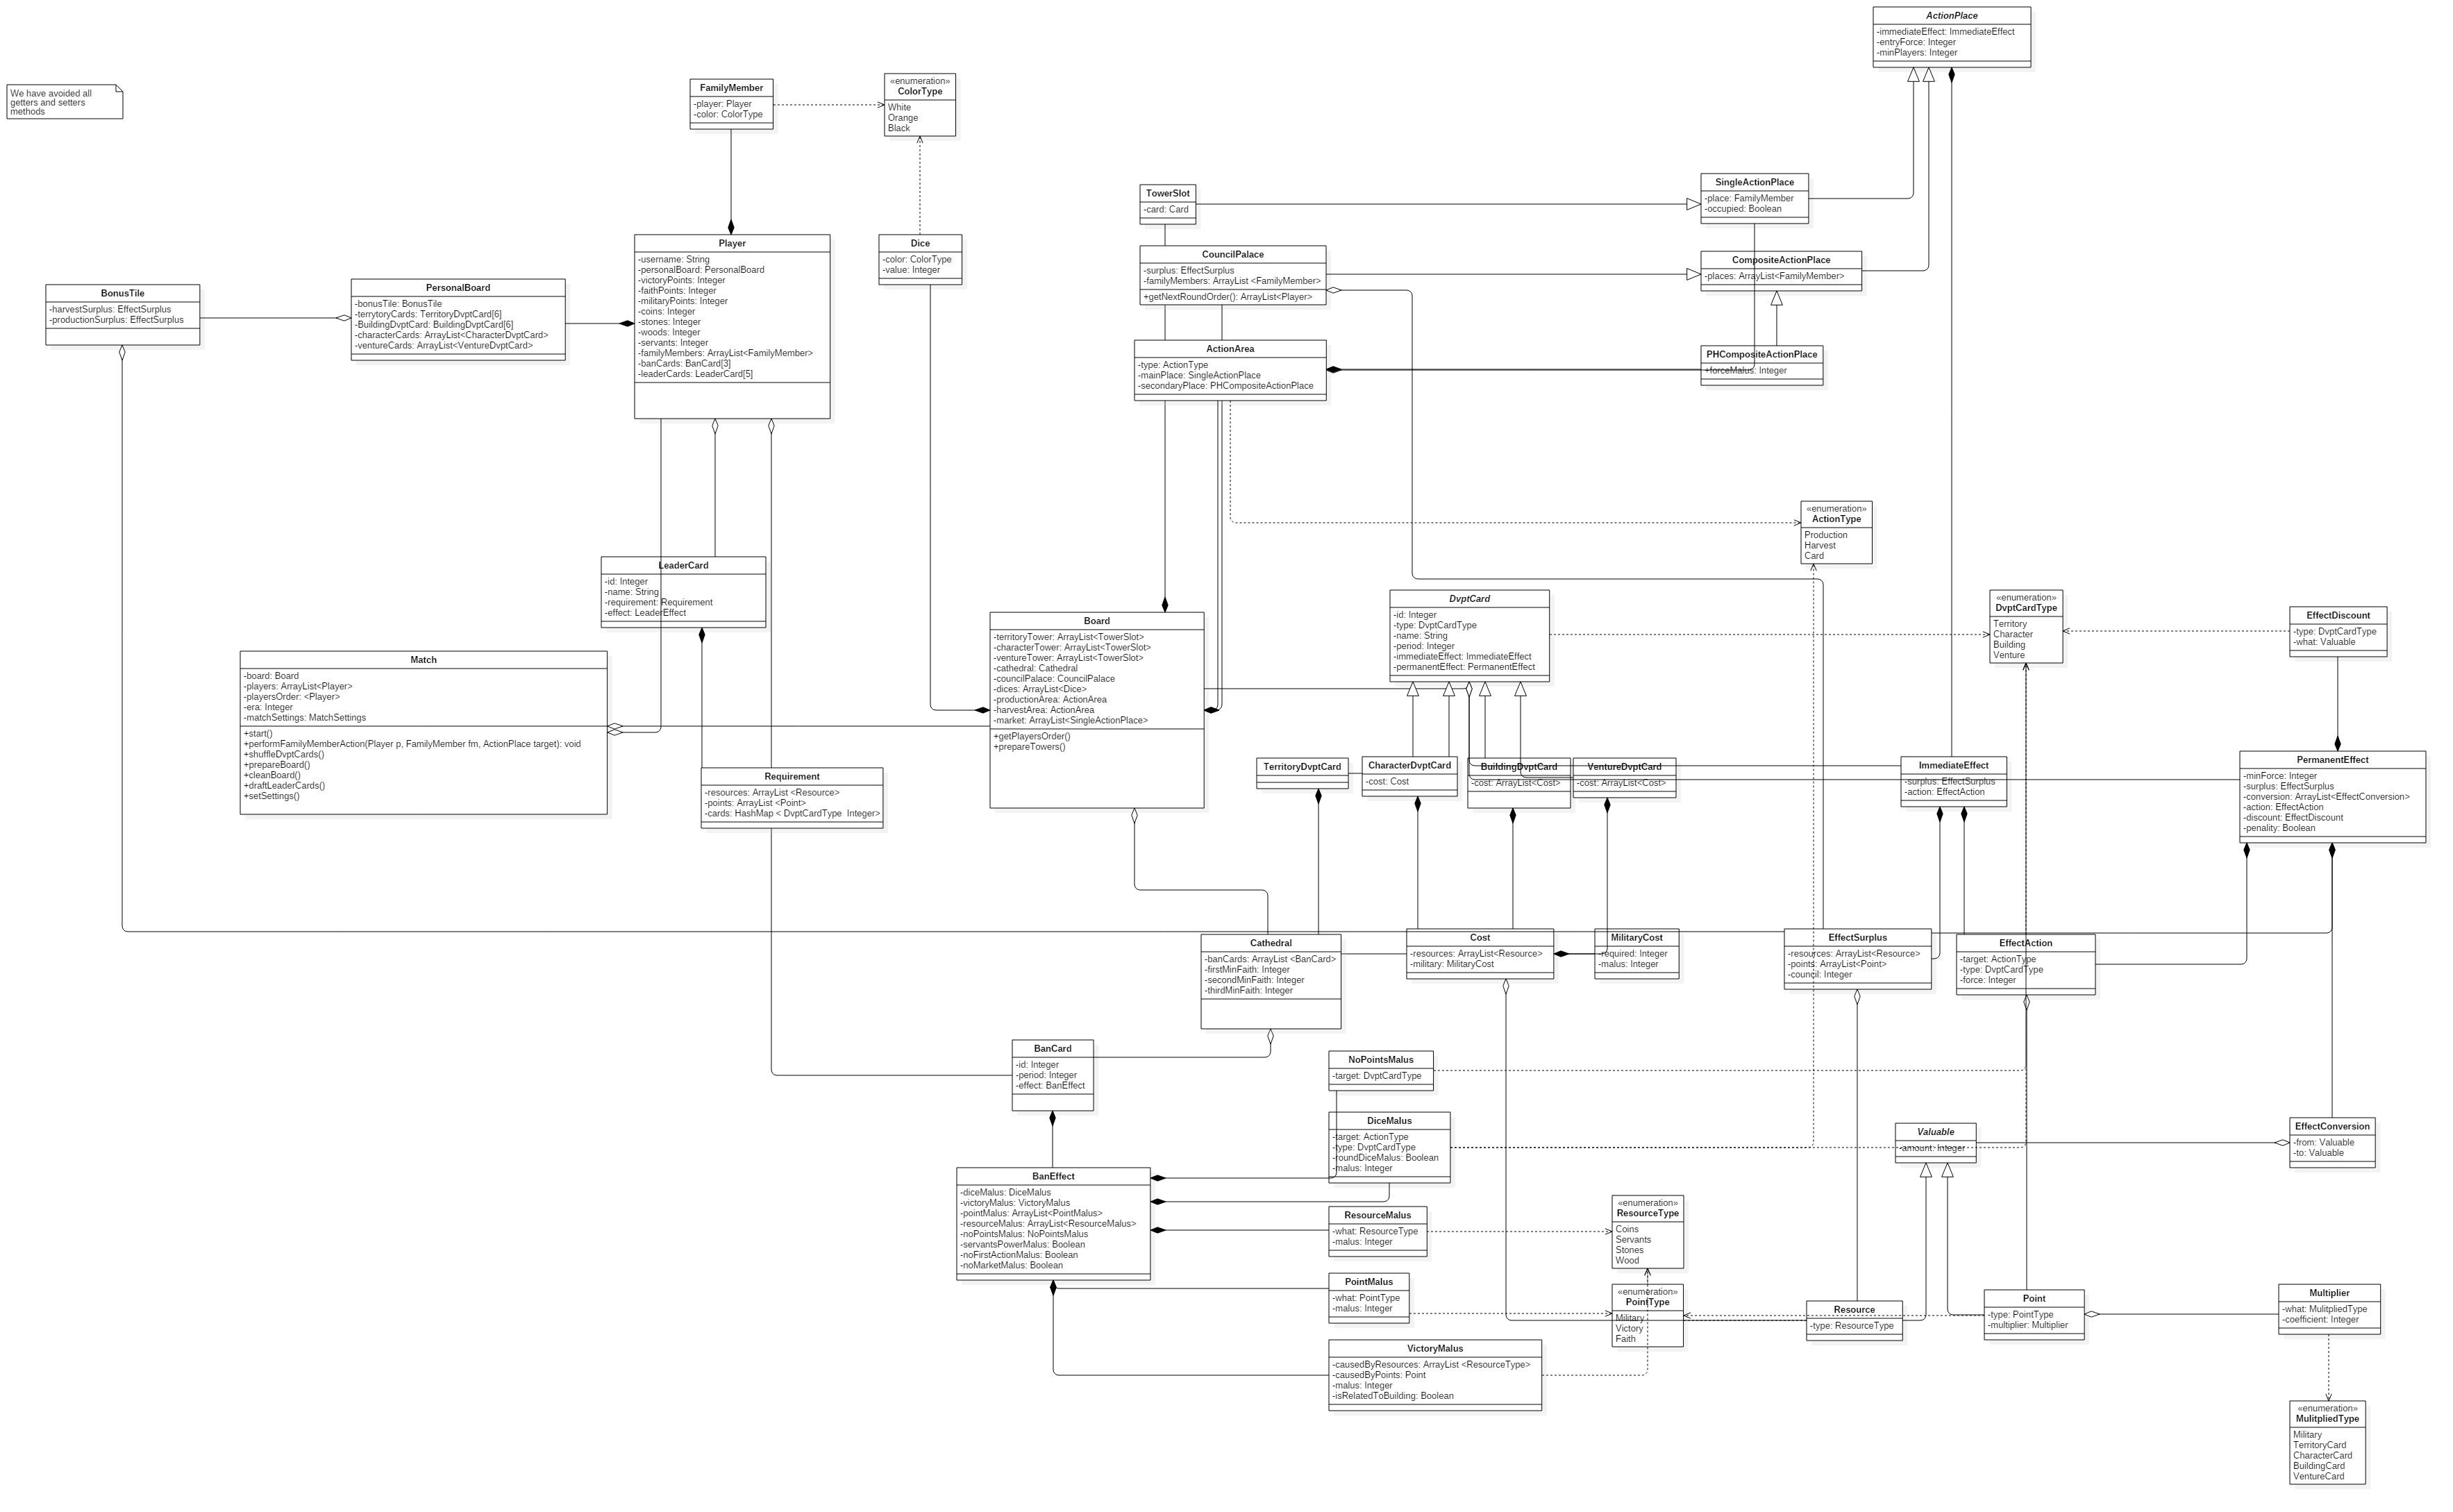 ActionPlace
-immediateEffect: ImmediateEffect
-entryForce: Integer
-minPlayers: Integer
We have avoided all
getters and setters
methods
FamilyMember
-player: Player
-color: ColorType
«enumeration»
ColorType
White
Orange
Black
TowerSlot
-card: Card
SingleActionPlace
-place: FamilyMember
-occupied: Boolean
Player
-username: String
-personalBoard: PersonalBoard
-victoryPoints: Integer
-faithPoints: Integer
-militaryPoints: Integer
-coins: Integer
-stones: Integer
-woods: Integer
-servants: Integer
-familyMembers: ArrayList<FamilyMember>
-banCards: BanCard[3]
-leaderCards: LeaderCard[5]
Dice
-color: ColorType
-value: Integer
CouncilPalace
-surplus: EffectSurplus
-familyMembers: ArrayList <FamilyMember>
+getNextRoundOrder(): ArrayList<Player>
CompositeActionPlace
-places: ArrayList<FamilyMember>
BonusTile
-harvestSurplus: EffectSurplus
-productionSurplus: EffectSurplus
PersonalBoard
-bonusTile: BonusTile
-terrytoryCards: TerritoryDvptCard[6]
-BuildingDvptCard: BuildingDvptCard[6]
-characterCards: ArrayList<CharacterDvptCard>
-ventureCards: ArrayList<VentureDvptCard>
ActionArea
-type: ActionType
-mainPlace: SingleActionPlace
-secondaryPlace: PHCompositeActionPlace
PHCompositeActionPlace
+forceMalus: Integer
«enumeration»
ActionType
Production
Harvest
Card
LeaderCard
-id: Integer
-name: String
-requirement: Requirement
-effect: LeaderEffect
Board
-territoryTower: ArrayList<TowerSlot>
-characterTower: ArrayList<TowerSlot>
-ventureTower: ArrayList<TowerSlot>
-cathedral: Cathedral
-councilPalace: CouncilPalace
-dices: ArrayList<Dice>
-productionArea: ActionArea
-harvestArea: ActionArea
-market: ArrayList<SingleActionPlace>
+getPlayersOrder()
+prepareTowers()
DvptCard
-id: Integer
-type: DvptCardType
-name: String
-period: Integer
-immediateEffect: ImmediateEffect
-permanentEffect: PermanentEffect
«enumeration»
DvptCardType
Territory
Character
Building
Venture
EffectDiscount
-type: DvptCardType
-what: Valuable
Match
-board: Board
-players: ArrayList<Player>
-playersOrder: <Player>
-era: Integer
-matchSettings: MatchSettings
+start()
+performFamilyMemberAction(Player p, FamilyMember fm, ActionPlace target): void
+shuffleDvptCards()
+prepareBoard()
+cleanBoard()
+draftLeaderCards()
+setSettings()
Requirement
-resources: ArrayList <Resource>
-points: ArrayList <Point>
-cards: HashMap < DvptCardType  Integer>
TerritoryDvptCard
CharacterDvptCard
-cost: Cost
BuildingDvptCard
-cost: ArrayList<Cost>
VentureDvptCard
-cost: ArrayList<Cost>
ImmediateEffect
-surplus: EffectSurplus
-action: EffectAction
PermanentEffect
-minForce: Integer
-surplus: EffectSurplus
-conversion: ArrayList<EffectConversion>
-action: EffectAction
-discount: EffectDiscount
-penality: Boolean
Cathedral
-banCards: ArrayList <BanCard>
-firstMinFaith: Integer
-secondMinFaith: Integer
-thirdMinFaith: Integer
Cost
-resources: ArrayList<Resource>
-military: MilitaryCost
MilitaryCost
-required: Integer
-malus: Integer
EffectSurplus
-resources: ArrayList<Resource>
-points: ArrayList<Point>
-council: Integer
EffectAction
-target: ActionType
-type: DvptCardType
-force: Integer
BanCard
-id: Integer
-period: Integer
-effect: BanEffect
NoPointsMalus
-target: DvptCardType
DiceMalus
-target: ActionType
-type: DvptCardType
-roundDiceMalus: Boolean
-malus: Integer
Valuable
-amount: Integer
EffectConversion
-from: Valuable
-to: Valuable
BanEffect
-diceMalus: DiceMalus
-victoryMalus: VictoryMalus
-pointMalus: ArrayList<PointMalus>
-resourceMalus: ArrayList<ResourceMalus>
-noPointsMalus: NoPointsMalus
-servantsPowerMalus: Boolean
-noFirstActionMalus: Boolean
-noMarketMalus: Boolean
ResourceMalus
-what: ResourceType
-malus: Integer
«enumeration»
ResourceType
Coins
Servants
Stones
Wood
PointMalus
-what: PointType
-malus: Integer
«enumeration»
PointType
Military
Victory
Faith
Resource
-type: ResourceType
Point
-type: PointType
-multiplier: Multiplier
Multiplier
-what: MulitpliedType
-coefficient: Integer
VictoryMalus
-causedByResources: ArrayList <ResourceType>
-causedByPoints: Point
-malus: Integer
-isRelatedToBuilding: Boolean
«enumeration»
MulitpliedType
Military
TerritoryCard
CharacterCard
BuildingCard
VentureCard